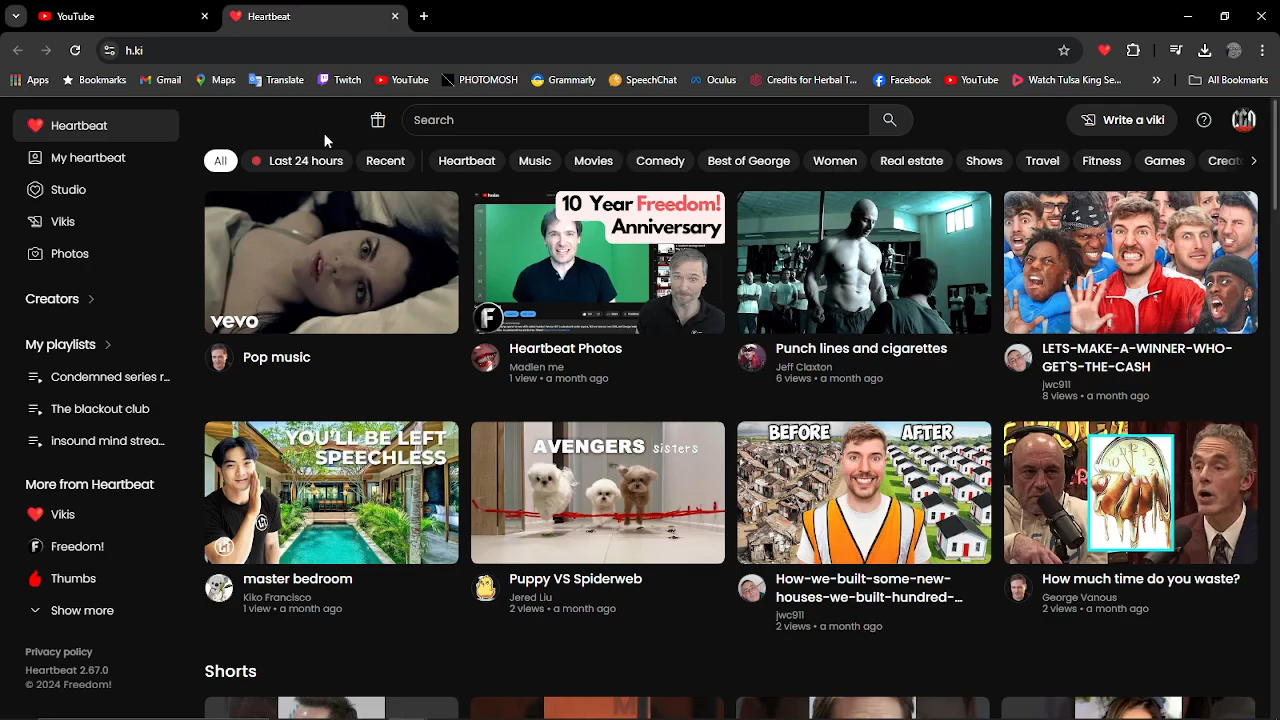 YouTube
Heartbeat
h.ki
Apps
Bookmarks
Gmail
Maps
Translate
Twitch
YouTube
PHOTOMOSH
Grammarly
SpeechChat
Oculus
Credits for Herbal T...
Facebook
YouTube
Watch Tulsa King Se...
All Bookmarks
Heartbeat
My heartbeat
Studio
Vikis
Photos
Creators
My playlists
Condemned series r...
The blackout club
insound mind strea...
More from Heartbeat
Vikis
Freedom!
Thumbs
Show more
Privacy policy
Heartbeat 2.67.0
© 2024 Freedom!
Search
Write a viki
All
Last 24 hours
Recent
Heartbeat
Music
Movies
Comedy
Best of George
Women
Real estate
Shows
Travel
Fitness
Games
vevo
Pop music
10 Year Freedom!
Anniversary
F
Heartbeat Photos
Madlen me
1 view • a month ago
Punch lines and cigarettes
Jeff Claxton
6 views • a month ago
LETS-MAKE-A-WINNER-WHO-
GET`S-THE-CASH
jwc911
8 views • a month ago
YOU'LL BE LEFT
SPEECHLESS
master bedroom
Kiko Francisco
1 view • a month ago
AVENGERS sisters
Puppy VS Spiderweb
Jered Liu
2 views • a month ago
BEFORE AFTER
How-we-built-some-new-
houses-we-built-hundred-...
jwc911
2 views • a month ago
How much time do you waste?
George Vanous
2 views • a month ago
Shorts